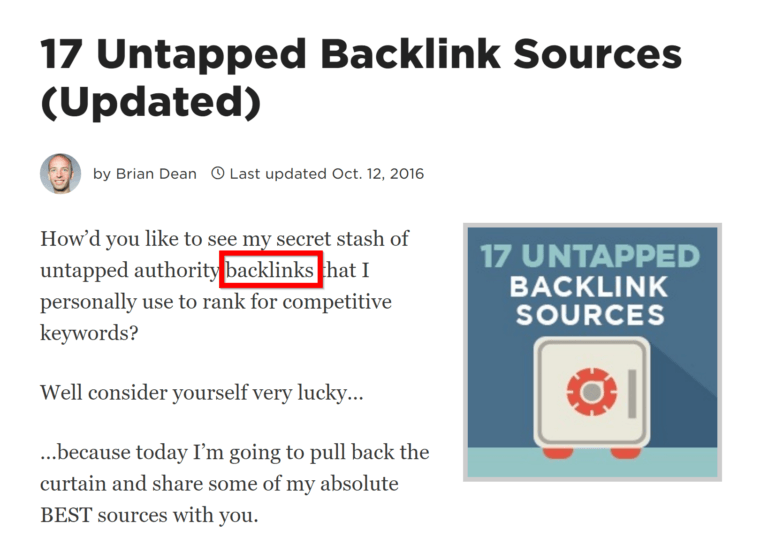 17 Untapped Backlink Sources
(Updated)
by Brian Dean Last updated Oct. 12, 2016
How’d you like to see my secret stash of
untapped authority backlinks that I
personally use to rank for competitive
keywords?
Well consider yourself very lucky…
…because today I’m going to pull back the
curtain and share some of my absolute
BEST sources with you.
17 UNTAPPED
BACKLINK
SOURCES